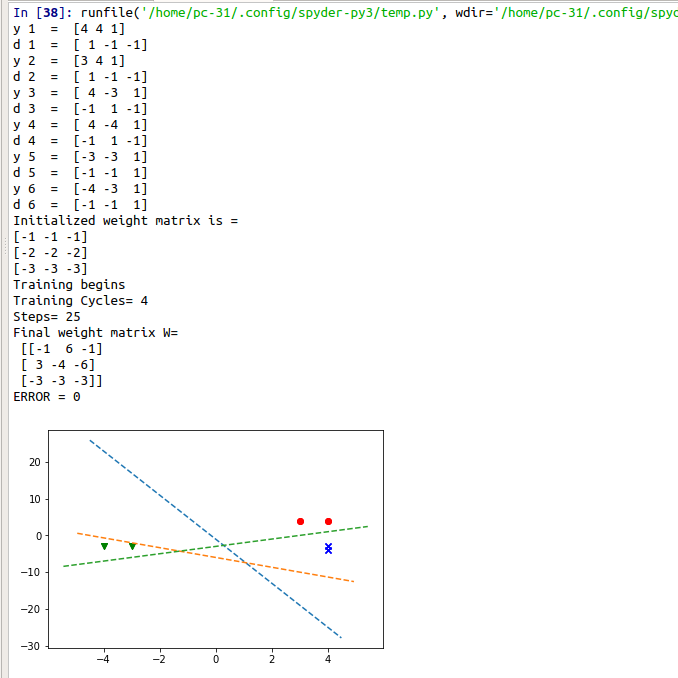 In [38]: runfile('/home/pc-31/.config/spyder-py3/temp.py', wdir='/home/pc-31/.config/spyc
y 1  =  [4 4 1]
d 1  =  [ 1 -1 -1]
y 2  =  [3 4 1]
d 2  =  [ 1 -1 -1]
y 3  =  [ 4 -3  1]
d 3  =  [-1  1 -1]
y 4  =  [ 4 -4  1]
d 4  =  [-1  1 -1]
y 5  =  [-3 -3  1]
d 5  =  [-1 -1  1]
y 6  =  [-4 -3  1]
d 6  =  [-1 -1  1]
Initialized weight matrix is =
[-1 -1 -1]
[-2 -2 -2]
[-3 -3 -3]
Training begins
Training Cycles= 4
Steps= 25
Final weight matrix W=
[[-1  6 -1]
[ 3 -4 -6]
[-3 -3 -3]]
ERROR = 0
20
10
0
−10
−20
−30
−4 −2 0 2 4